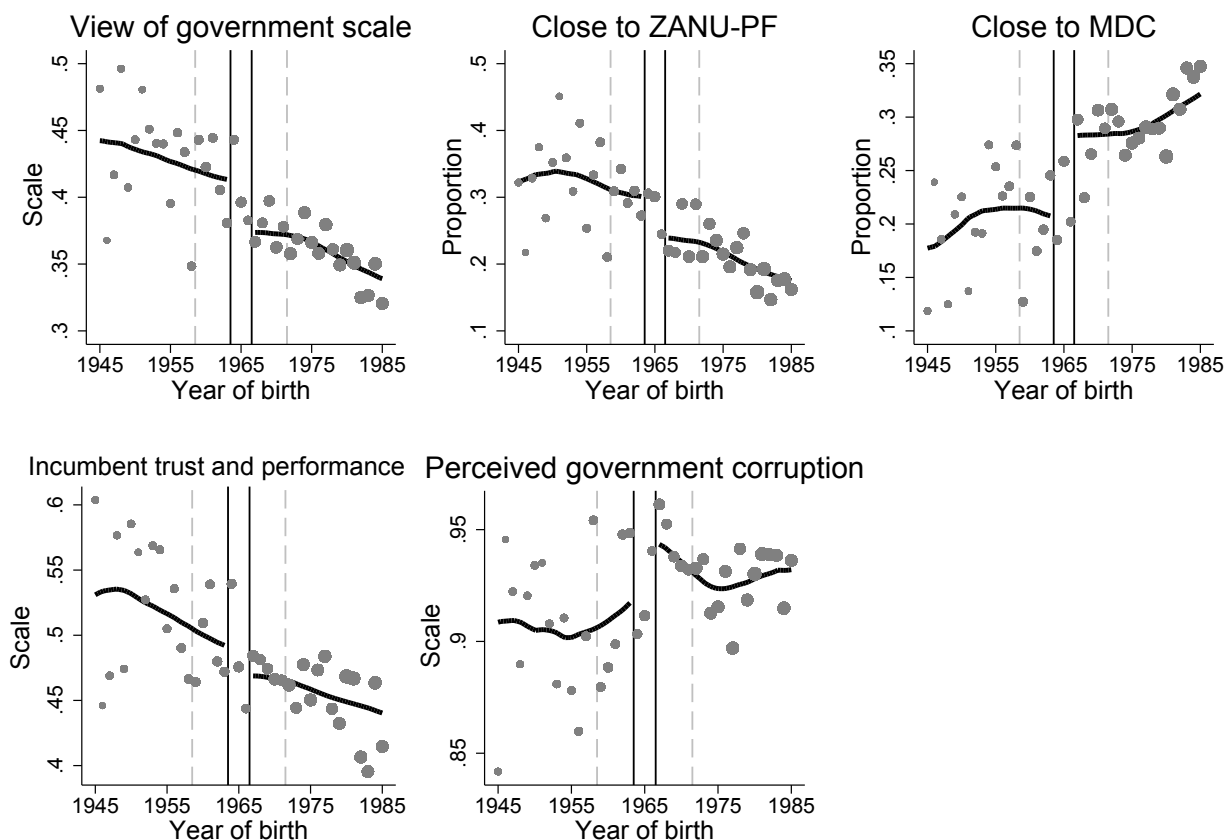 View of government scale
Scale
.3 .35 .4 .45 .5
1945 1955 1965 1975 1985
Year of birth
Close to ZANU-PF
Proportion
.1 .2 .3 .4 .5
1945 1955 1965 1975 1985
Year of birth
Close to MDC
Proportion
.1 .15 .2 .25 .3 .35
1945 1955 1965 1975 1985
Year of birth
Incumbent trust and performance
Scale
.4 .45 .5 .55 .6
1945 1955 1965 1975 1985
Year of birth
Perceived government corruption
Scale
.85 .9 .95
1945 1955 1965 1975 1985
Year of birth